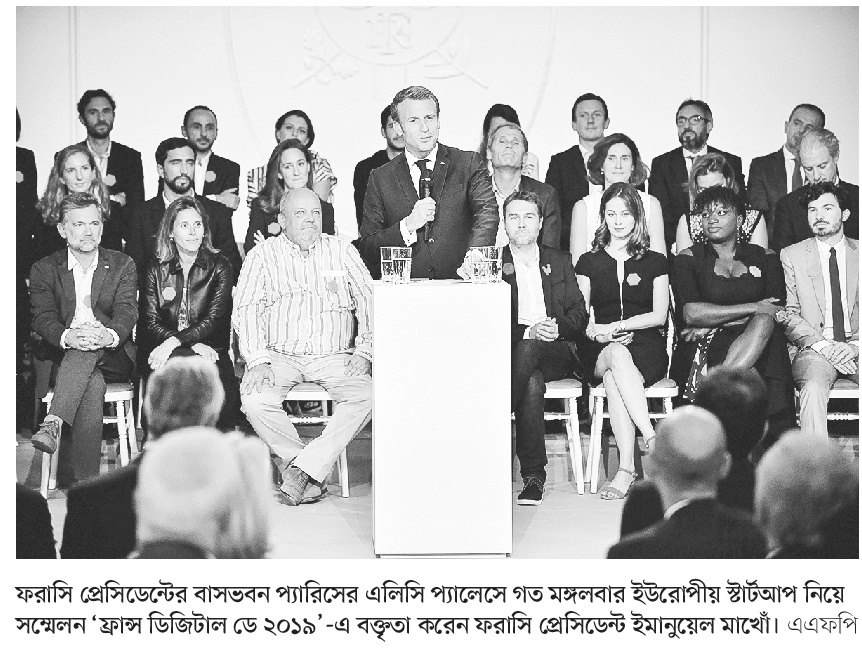 ফরাসি প্রেসিডেন্টের বাসভবন প্যারিসের এলিসি প্যালেসে গত মঙ্গলবার ইউরোপীয় স্টার্টআপ নিয়ে
সম্মেলন ‘ফ্রান্স ডিজিটাল ডে ২০১৯’-এ বক্তৃতা করেন ফরাসি প্রেসিডেন্ট ইমানুয়েল মাখোঁ। এএফপি